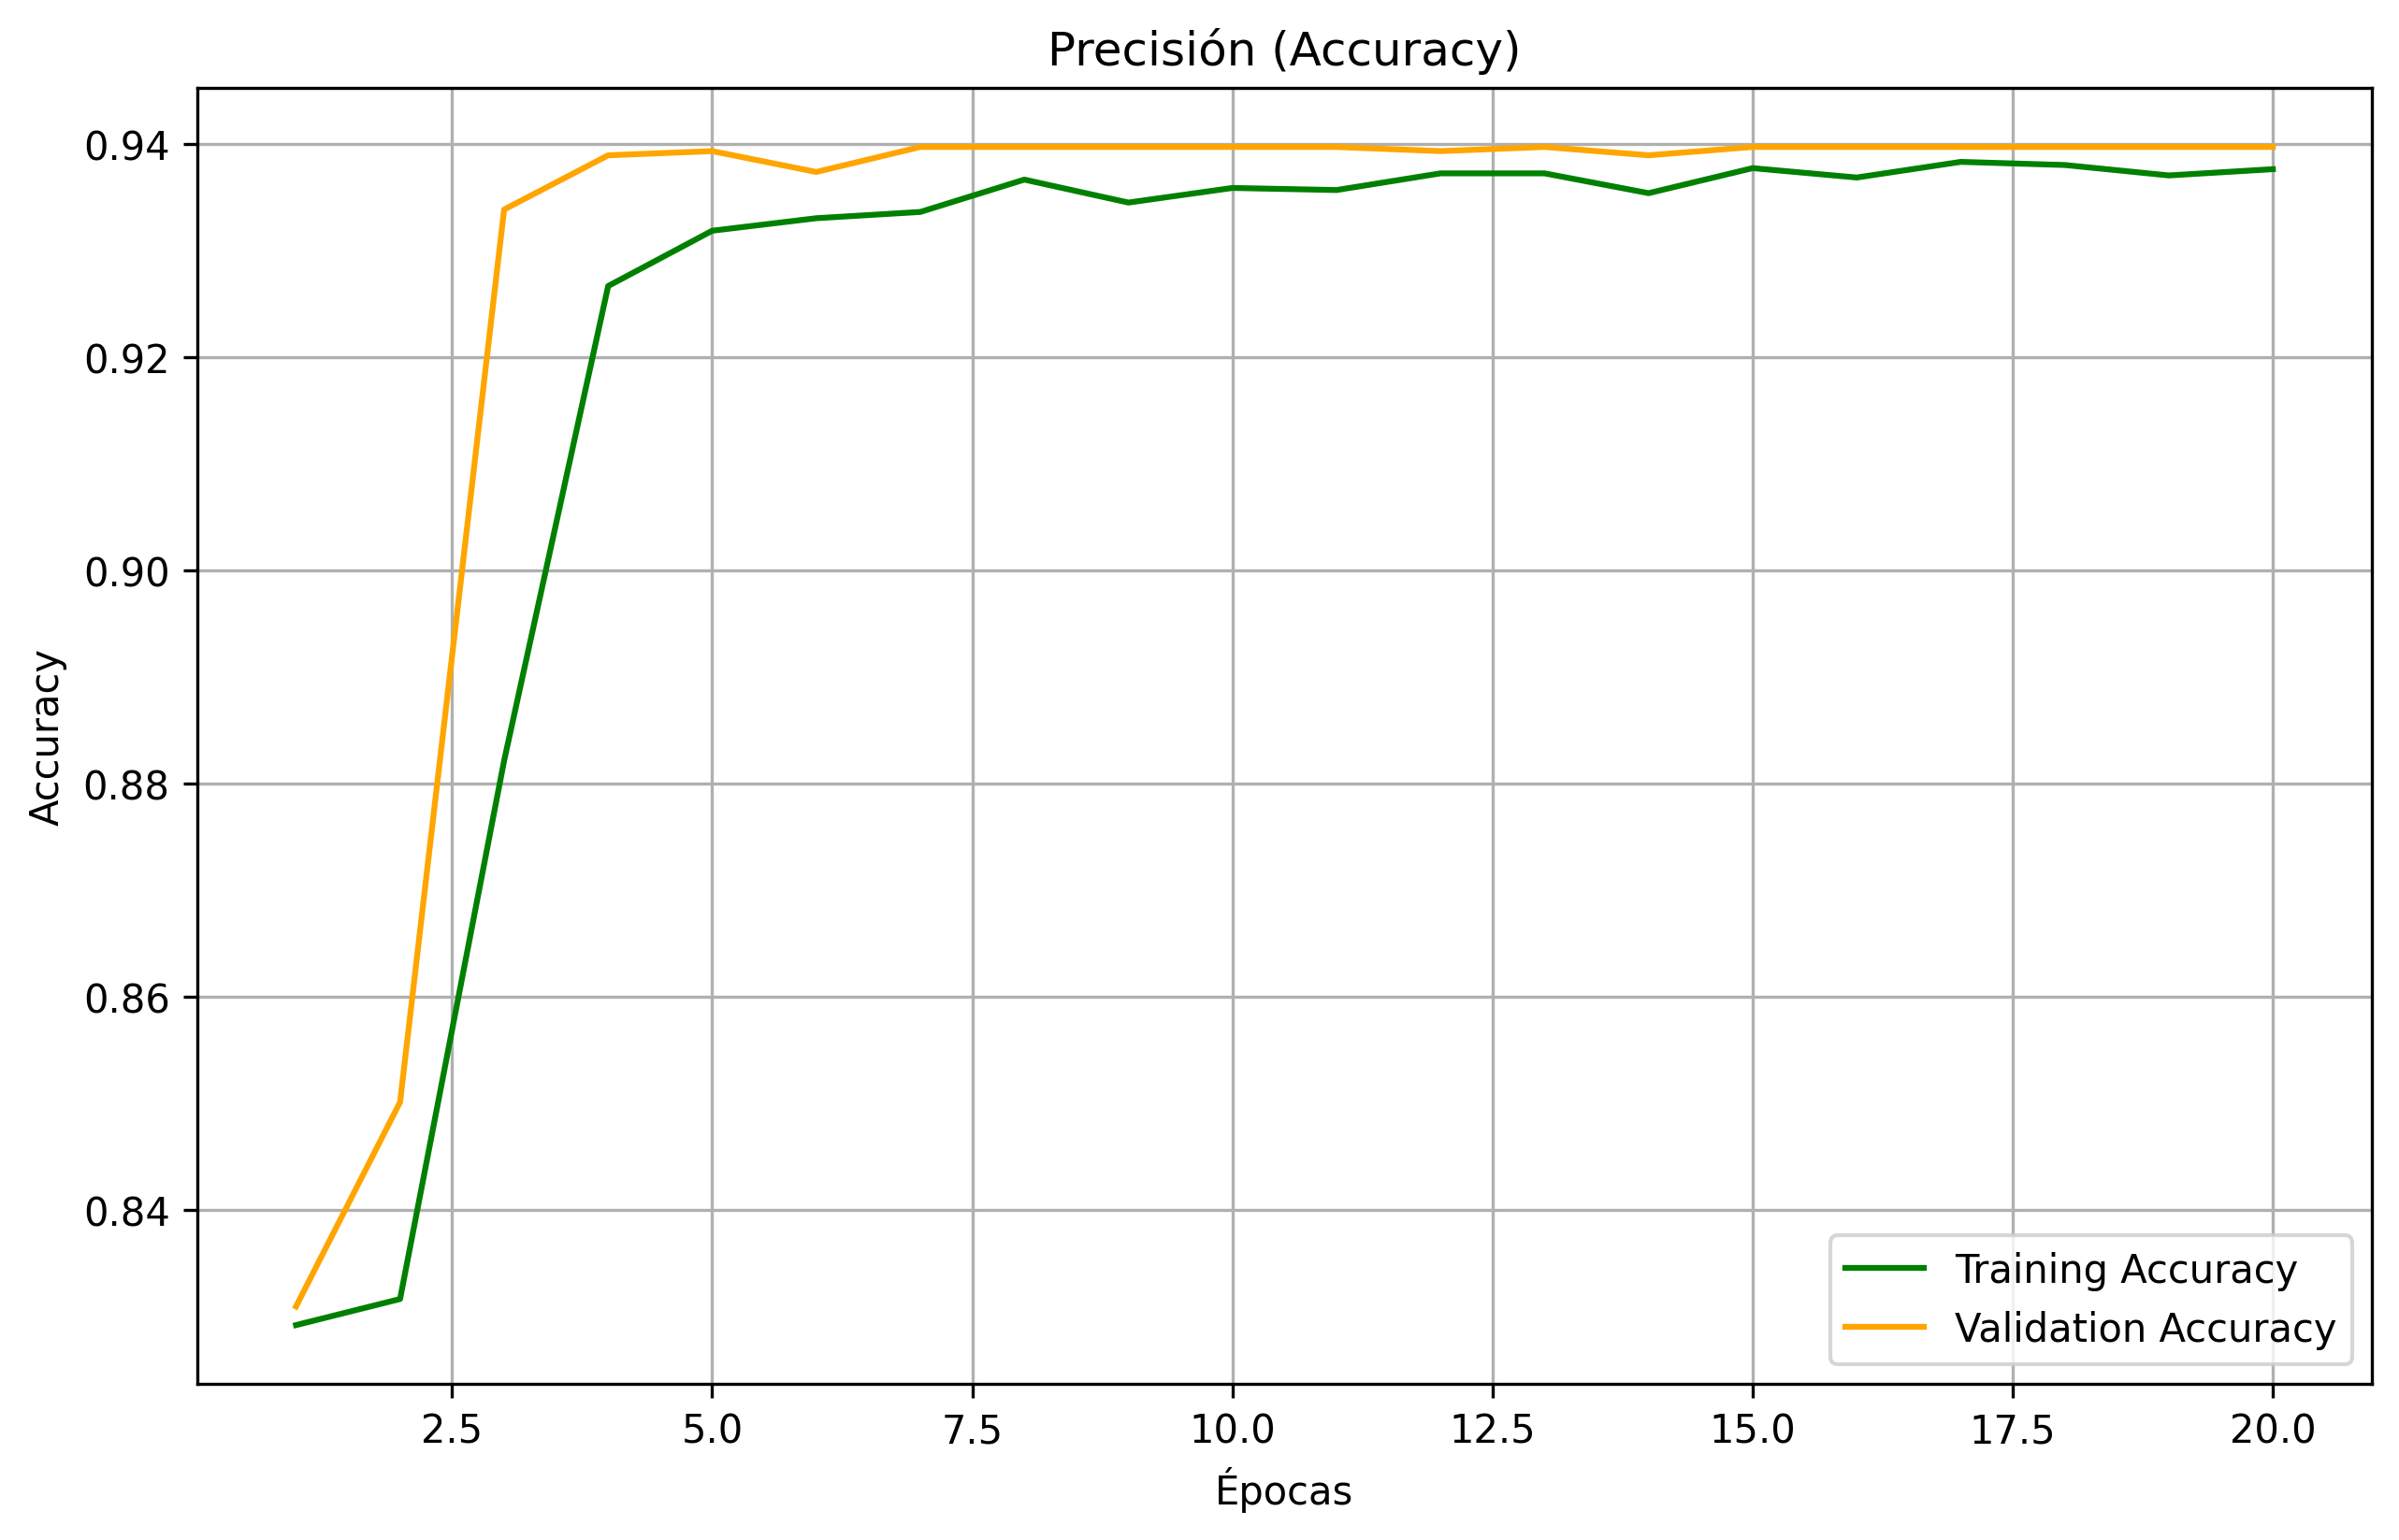 Precisión (Accuracy)
0.94
0.92
0.90
0.88
0.86
0.84
Accuracy
Training Accuracy
Validation Accuracy
2.5 5.0 7.5 10.0 12.5 15.0 17.5 20.0
Épocas